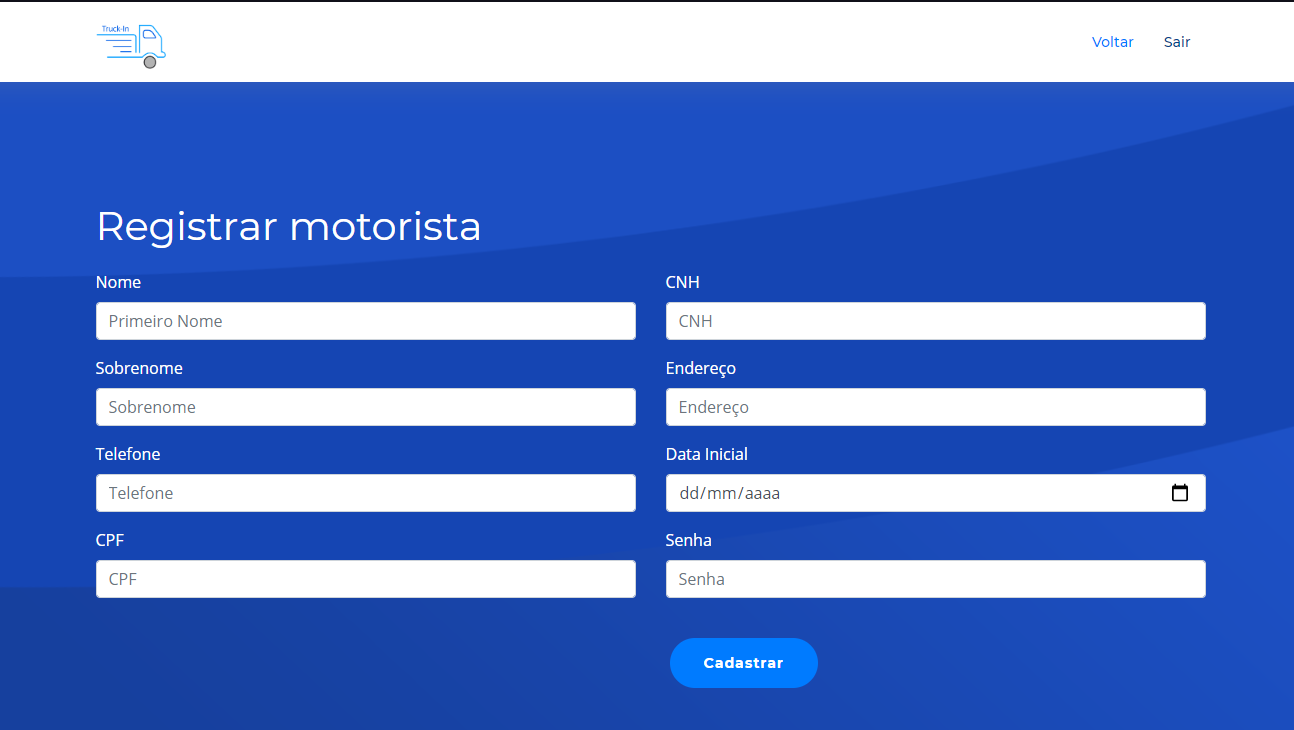 Truck-In
Voltar
Sair
Registrar motorista
Nome
Primeiro Nome
Sobrenome
Sobrenome
Telefone
Telefone
CPF
CPF
CNH
CNH
Endereço
Endereço
Data Inicial
dd/mm/aaaa
Senha
Senha
Cadastrar